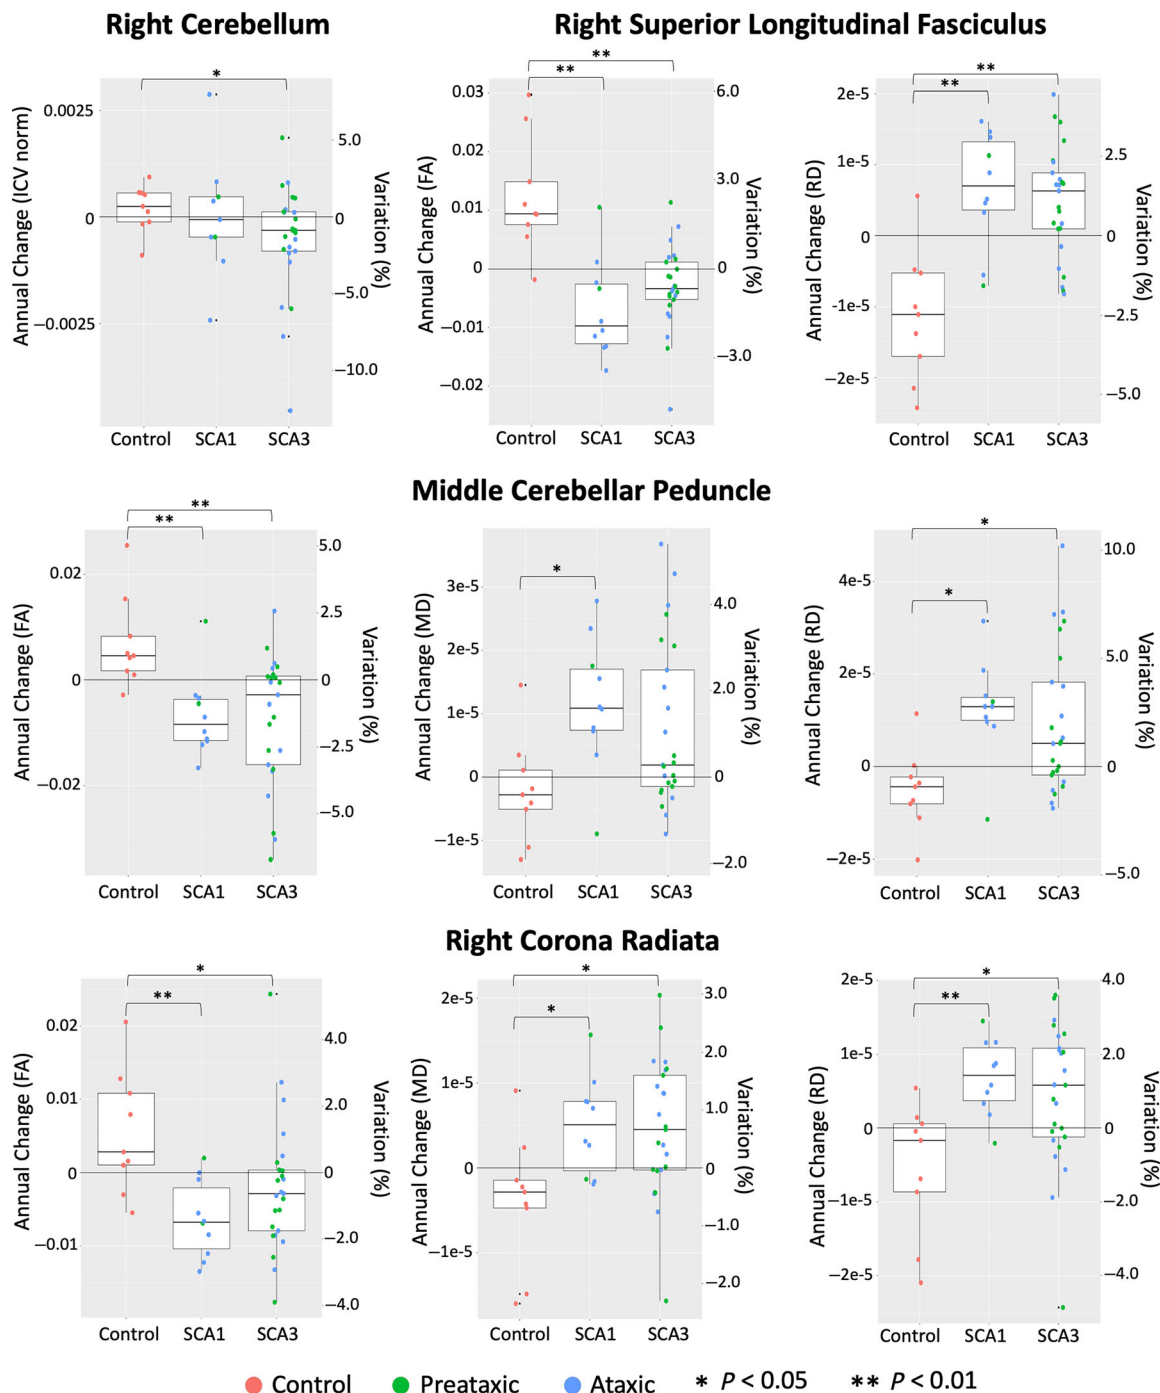 Right Cerebellum
Right Superior Longitudinal Fasciculus
Annual Change (ICV norm)
0.0025
0
−0.0025
*
5.0
0
−5.0
−10.0
Variation (%)
Control SCA1 SCA3
Annual Change (FA)
0.03
0.02
0.01
0
−0.01
−0.02
**
**
6.0
3.0
0
−3.0
Variation (%)
Control SCA1 SCA3
Annual Change (RD)
2e-5
1e-5
0
-1e-5
−2e-5
**
**
2.5
0
−2.5
−5.0
Variation (%)
Control SCA1 SCA3
Middle Cerebellar Peduncle
Annual Change (FA)
0.02
0
−0.02
**
**
5.0
2.5
0
−2.5
−5.0
Variation (%)
Control SCA1 SCA3
Annual Change (MD)
3e-5
1e-5
0
−1e-5
*
4.0
2.0
0
−2.0
Variation (%)
Control SCA1 SCA3
Annual Change (RD)
4e-5
2e-5
0
−2e-5
*
*
10.0
5.0
0
−5.0
Variation (%)
Control SCA1 SCA3
Right Corona Radiata
Annual Change (FA)
0.02
0.01
0
−0.01
*
**
4.0
2.0
0
−2.0
−4.0
Variation (%)
Control SCA1 SCA3
Annual Change (MD)
2e-5
1e-5
0
−1e-5
*
*
3.0
2.0
1.0
0
−1.0
−2.0
Variation (%)
Control SCA1 SCA3
Annual Change (RD)
2e-5
1e-5
0
−1e-5
−2e-5
*
**
4.0
2.0
0
−2.0
−4.0
Variation (%)
Control SCA1 SCA3
Control Preataxic Ataxic * P < 0.05 ** P < 0.01